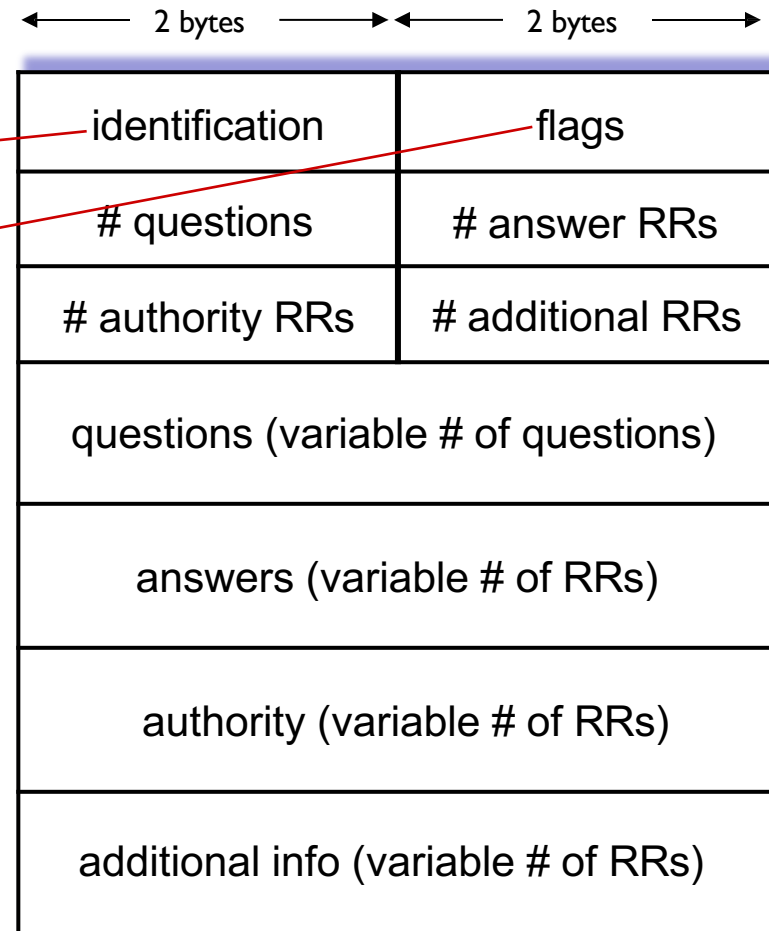 2 bytes 2 bytes
identification flags
# questions # answer RRs
# authority RRs # additional RRs
questions (variable # of questions)
answers (variable # of RRs)
authority (variable # of RRs)
additional info (variable # of RRs)